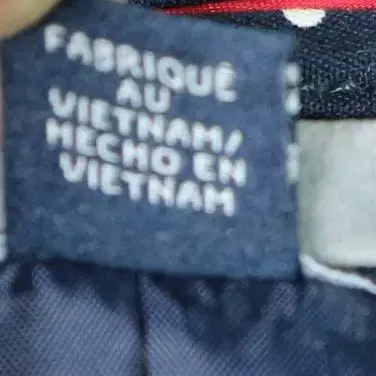 FABRIQUÉ
AU
VIETNAM/
HECHO EN
VIETNAM